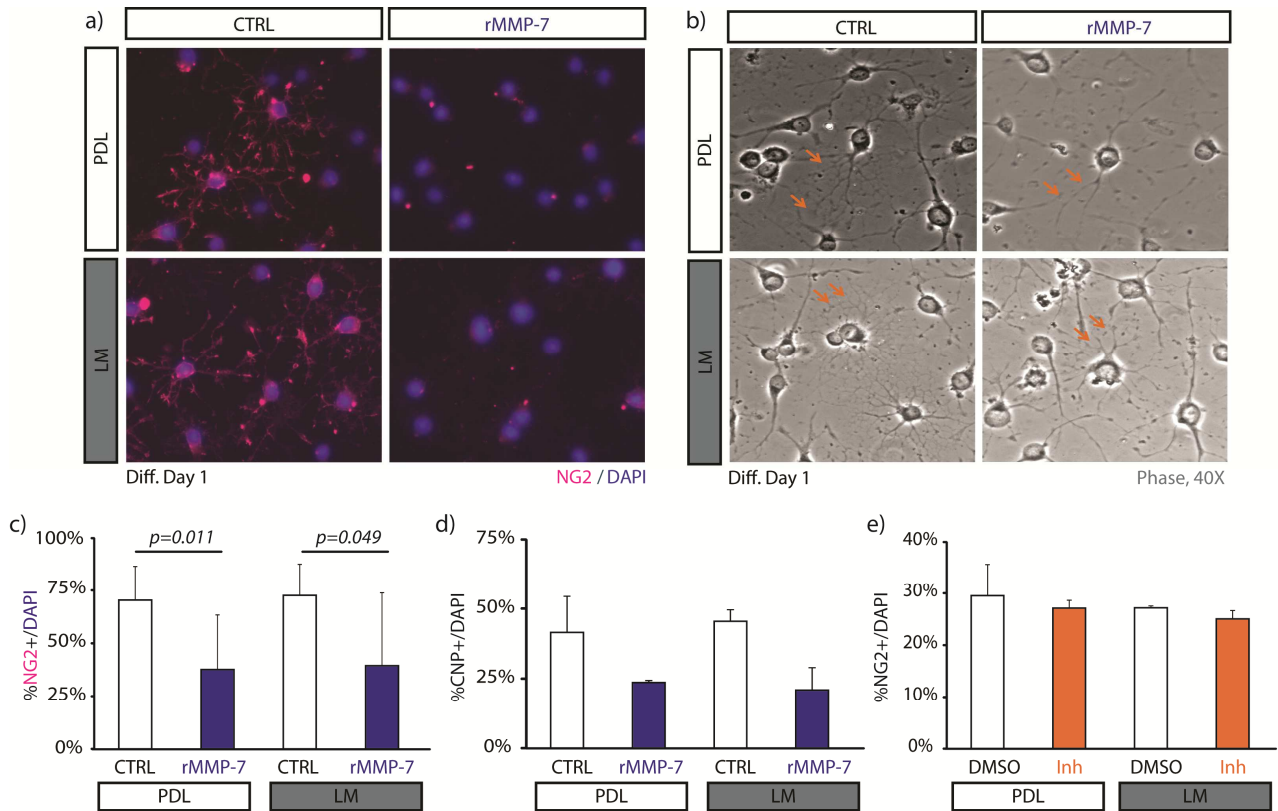 a)
CTRL
rMMP-7
PDL
LM
Diff. Day 1
NG2 / DAPI
b)
CTRL
rMMP-7
PDL
LM
Diff. Day 1
Phase, 40X
c)
%NG2+/DAPI
100%
75%
50%
25%
0%
p=0.011
p=0.049
CTRL
rMMP-7
CTRL
rMMP-7
PDL
LM
d)
%CNP+/DAPI
75%
50%
25%
0%
CTRL
rMMP-7
CTRL
rMMP-7
PDL
LM
e)
%NG2+/DAPI
40%
30%
20%
10%
0%
DMSO
Inh
DMSO
Inh
PDL
LM